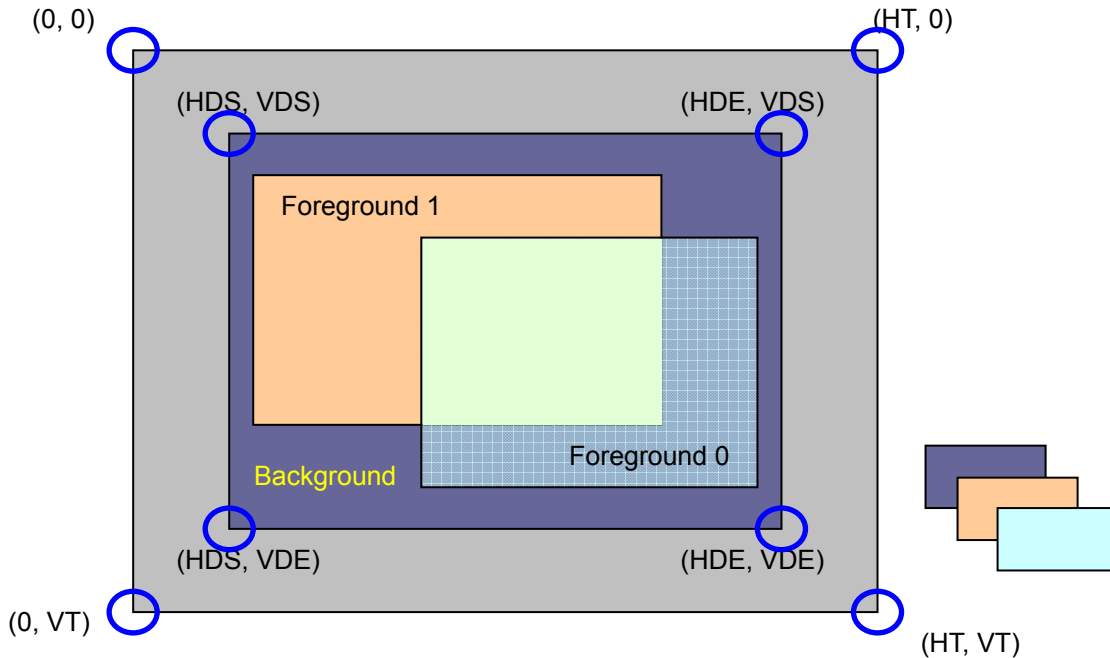 (0, 0)
(HT, 0)
(HDS, VDS)
(HDE, VDS)
Foreground 1
Foreground 0
Background
(HDS, VDE)
(HDE, VDE)
(0, VT)
(HT, VT)